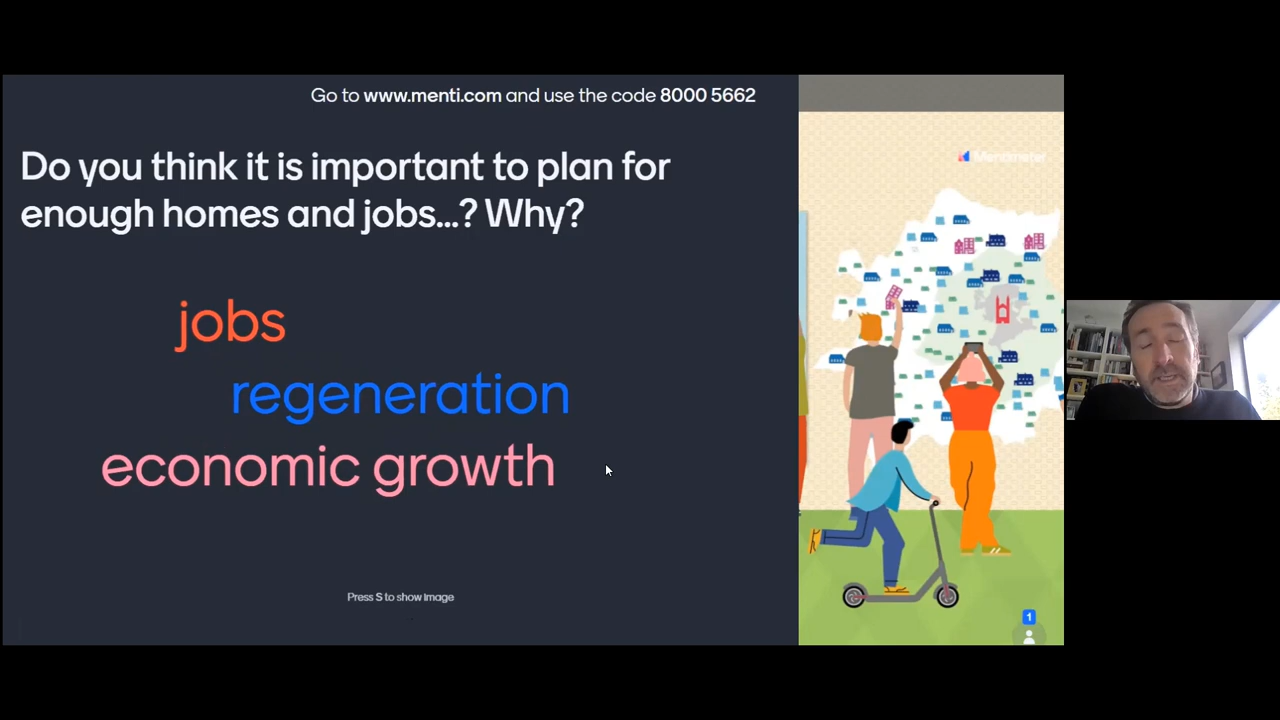 Go to www.menti.com and use the code 8000 5662
Mentimeter
Do you think it is important to plan for
enough homes and jobs...? Why?
jobs
regeneration
economic growth
Press S to show image
1